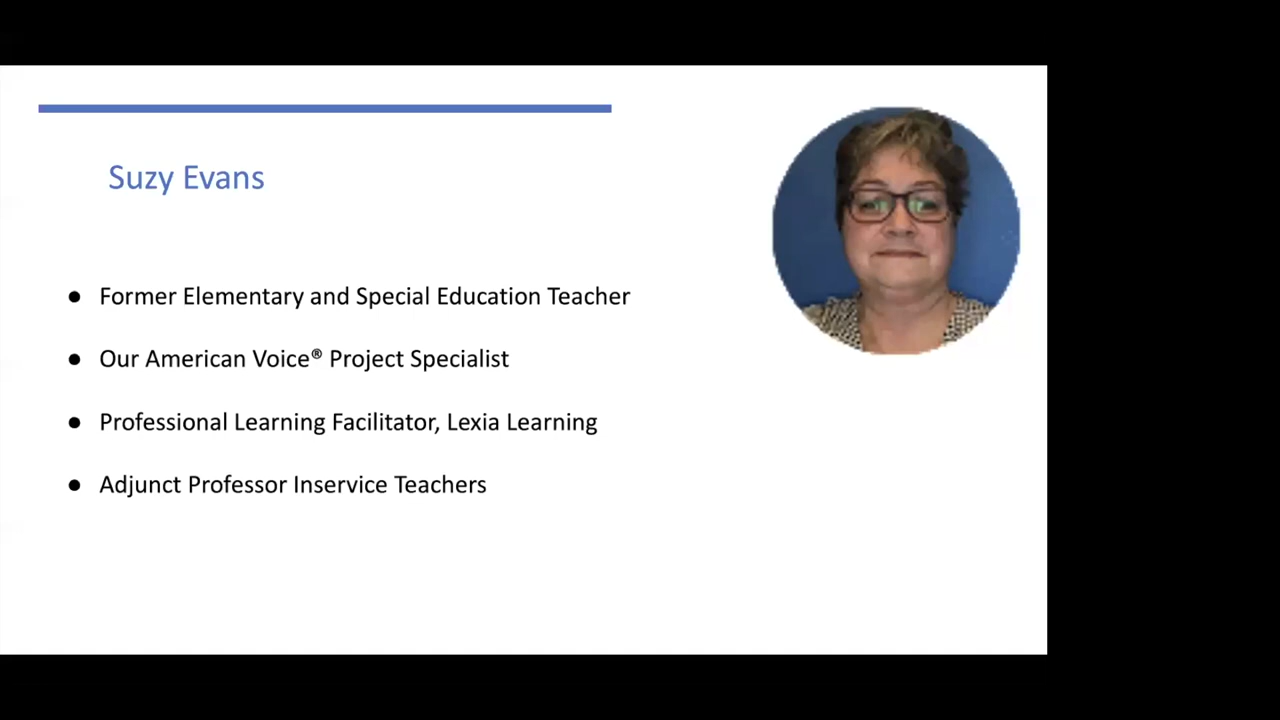 Suzy Evans
● Former Elementary and Special Education Teacher
● Our American Voice® Project Specialist
● Professional Learning Facilitator, Lexia Learning
● Adjunct Professor Inservice Teachers